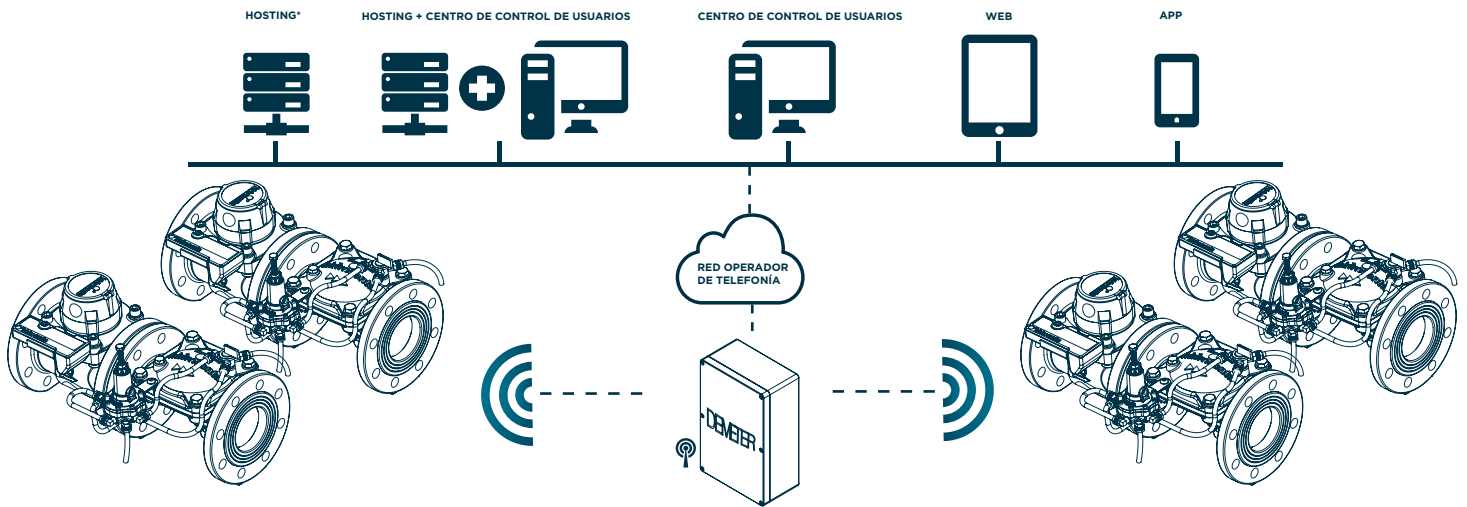 HOSTING*
HOSTING + CENTRO DE CONTROL DE USUARIOS
CENTRO DE CONTROL DE USUARIOS
WEB
APP
RED OPERADOR
DE TELEFONÍA
DEMETER